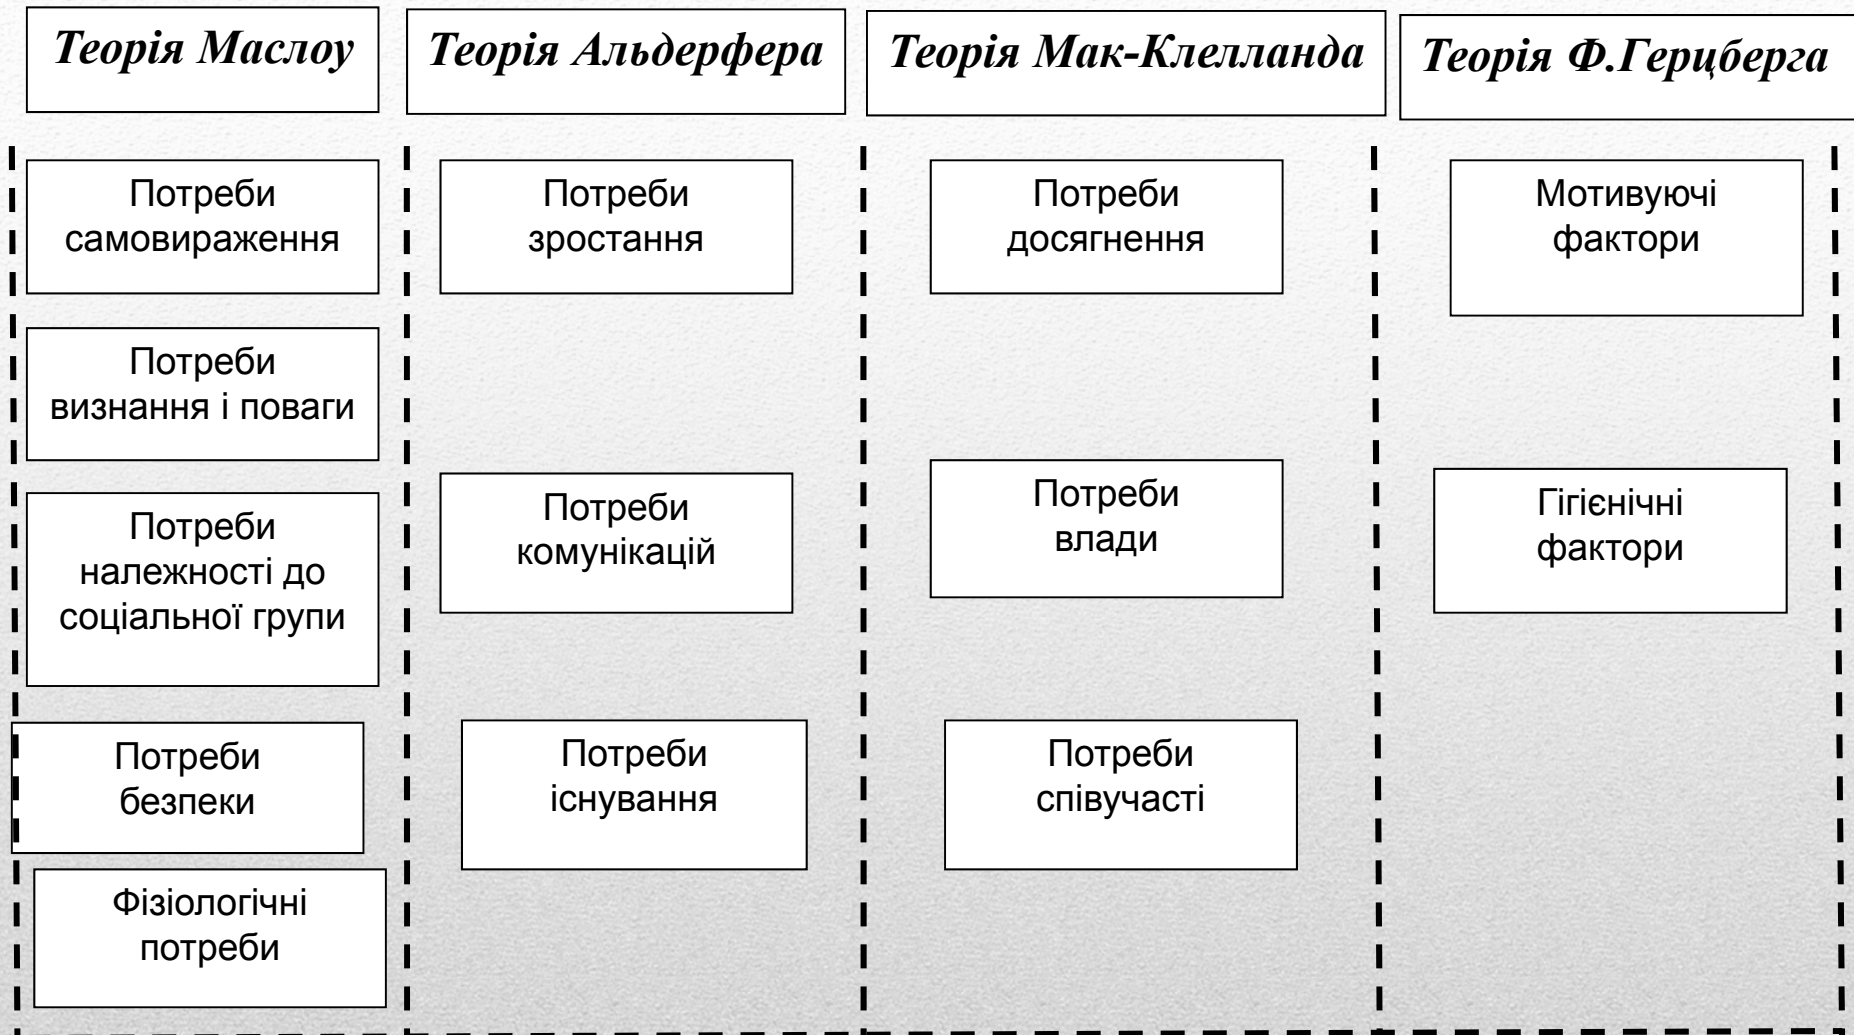 Теорія Маслоу
Теорія Альдерфера
Теорія Мак-Клелланда
Теорія Ф.Герцберга
Потреби
самовираження
Потреби
визнання і поваги
Потреби
належності до
соціальної групи
Потреби
безпеки
Фізіологічні
потреби
Потреби
зростання
Потреби
комунікацій
Потреби
існування
Потреби
досягнення
Потреби
влади
Потреби
співучасті
Мотивуючі
фактори
Гігієнічні
фактори